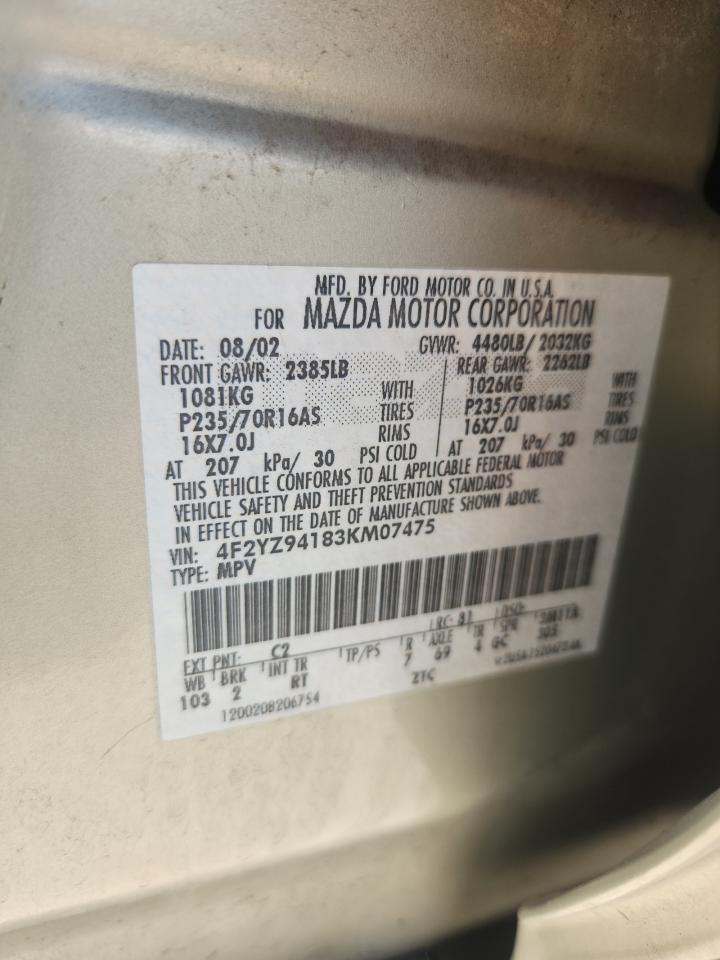 MFD. BY FORD MOTOR CO. IN U.S.A.
FOR MAZDA MOTOR CORPORATION
DATE: 08/02 GVWR: 4480LB/ 2032KG
FRONT GAWR: 2385LB REAR GAWR: 2262LB
1081KG WITH 1026KG WITH
P235/70R16AS TIRES P235/70R16AS TIRES
16X7.0J RIMS 16X7.0J RIMS
AT 207 kPa/ 30 PSI COLD AT 207 kPa/ 30 PSI COLD
THIS VEHICLE CONFORMS TO ALL APPLICABLE FEDERAL MOTOR
VEHICLE SAFETY AND THEFT PREVENTION STANDARDS
IN EFFECT ON THE DATE OF MANUFACTURE SHOWN ABOVE.
VIN: 4F2YZ94183KM07475
TYPE: MPV
EXT PNT: C2 RC: 81 DSO:
WB BRK INT TR TP/PS R AXLE TR SPR
103 2 RT 7 69 4 GC 305
1200208206754 ZTC